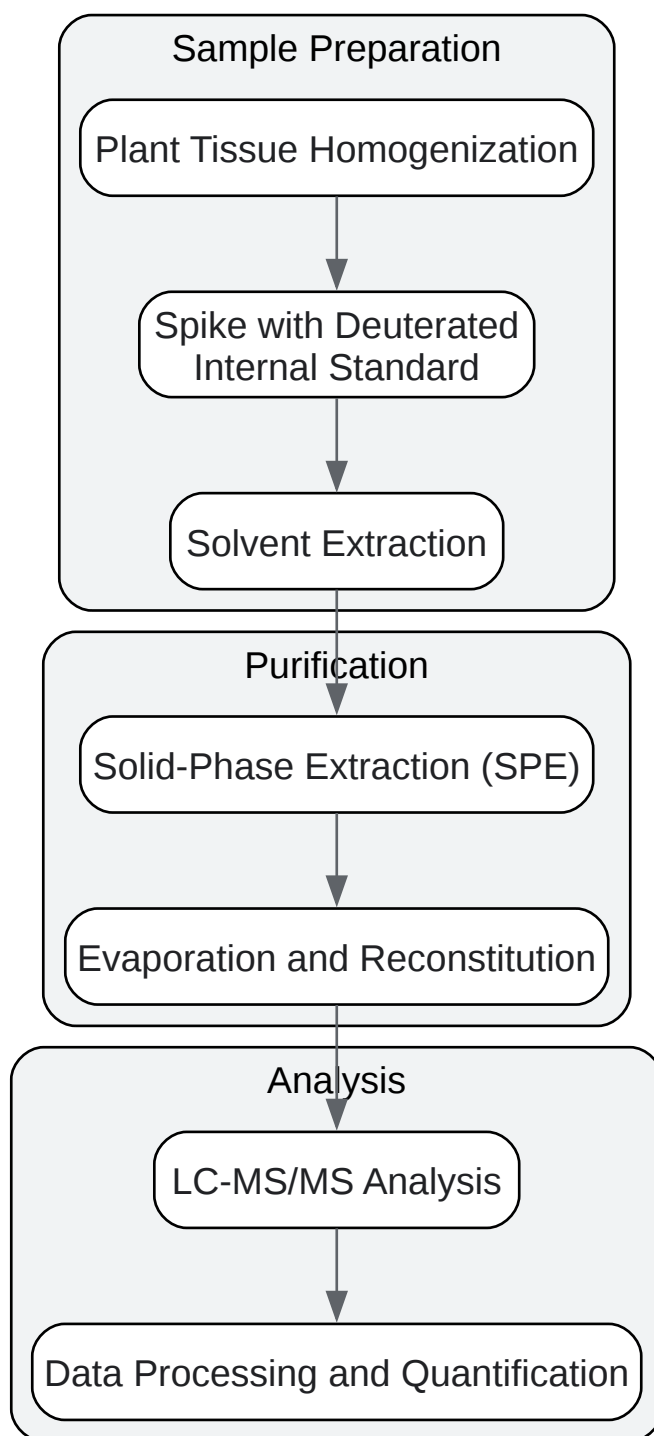 Sample Preparation
Plant Tissue Homogenization
Spike with Deuterated
Internal Standard
Solvent Extraction
Purification
Solid-Phase Extraction (SPE)
Evaporation and Reconstitution
Analysis
LC-MS/MS Analysis
Data Processing and Quantification